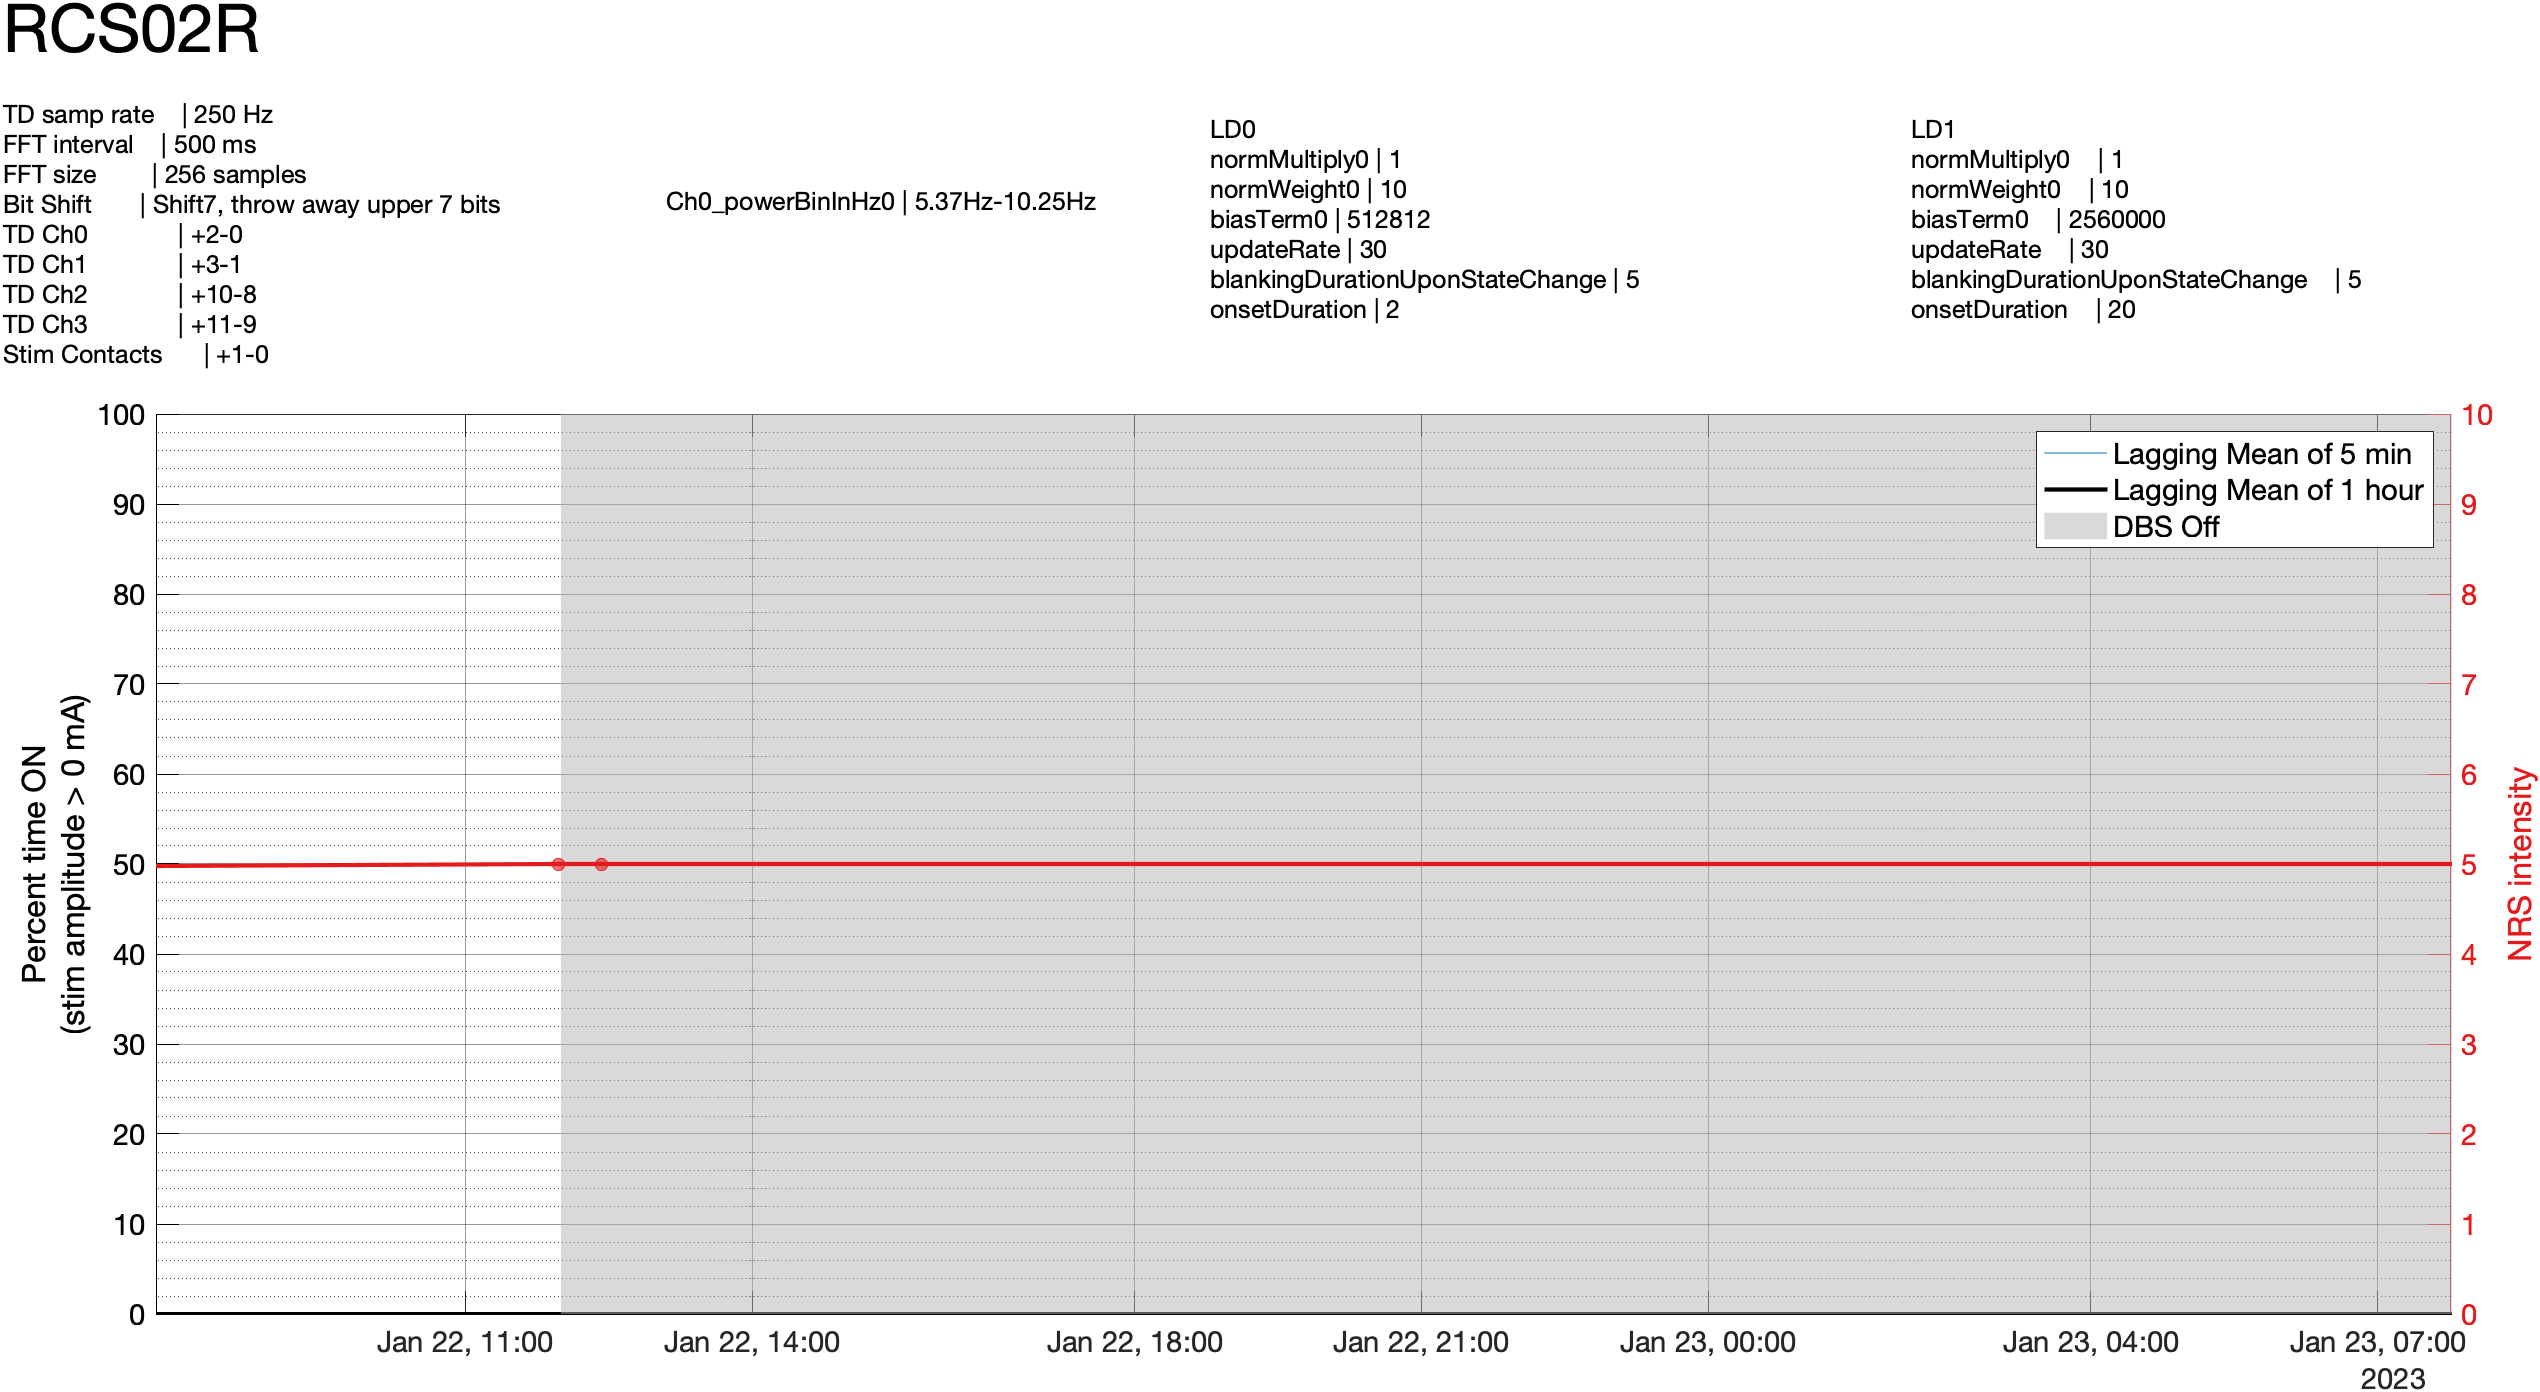 RCS02R
TD samp rate | 250 Hz
FFT interval | 500 ms
FFT size | 256 samples
Bit Shift | Shift7, throw away upper 7 bits
TD Ch0 | +2-0
TD Ch1 | +3-1
TD Ch2 | +10-8
TD Ch3 | +11-9
Stim Contacts | +1-0
Ch0_powerBinInHz0 | 5.37Hz-10.25Hz
LD0
normMultiply0 | 1
normWeight0 | 10
biasTerm0 | 512812
updateRate | 30
blankingDurationUponStateChange | 5
onsetDuration | 2
LD1
normMultiply0 | 1
normWeight0 | 10
biasTerm0 | 2560000
updateRate | 30
blankingDurationUponStateChange | 5
onsetDuration | 20
Percent time ON
(stim amplitude > 0 mA)
100
90
80
70
60
50
40
30
20
10
0
Lagging Mean of 5 min
Lagging Mean of 1 hour
DBS Off
10
9
8
7
6
5
4
3
2
1
0
NRS intensity
Jan 22, 11:00
Jan 22, 14:00
Jan 22, 18:00
Jan 22, 21:00
Jan 23, 00:00
Jan 23, 04:00
Jan 23, 07:00
2023